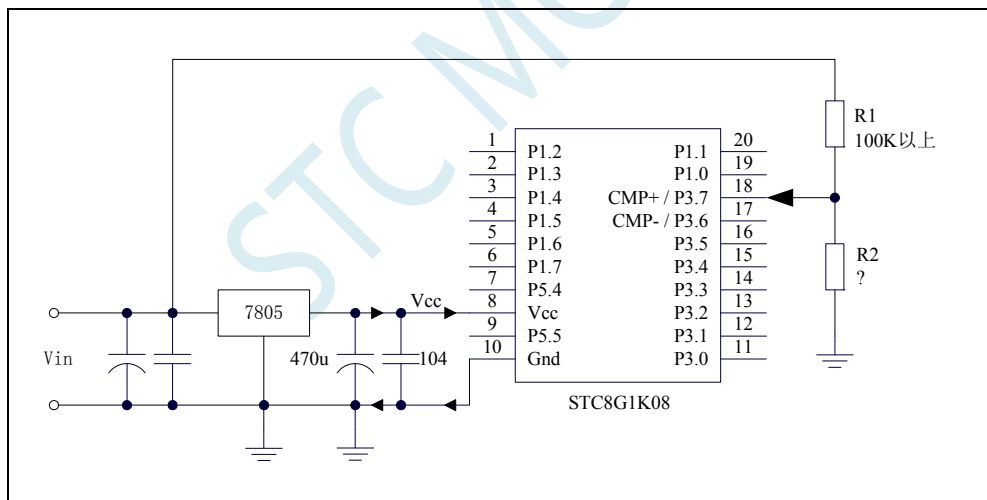 STC MC
R1
100K以上
R2
?
1 P1.2
2 P1.3
3 P1.4
4 P1.5
5 P1.6
6 P1.7
7 P5.4
8 Vcc
9 P5.5
10 Gnd
P1.1 20
P1.0 19
CMP+ / P3.7 18
CMP- / P3.6 17
P3.5 16
P3.4 15
P3.3 14
P3.2 13
P3.1 12
P3.0 11
STC8G1K08
Vin
7805
Vcc
470u
104